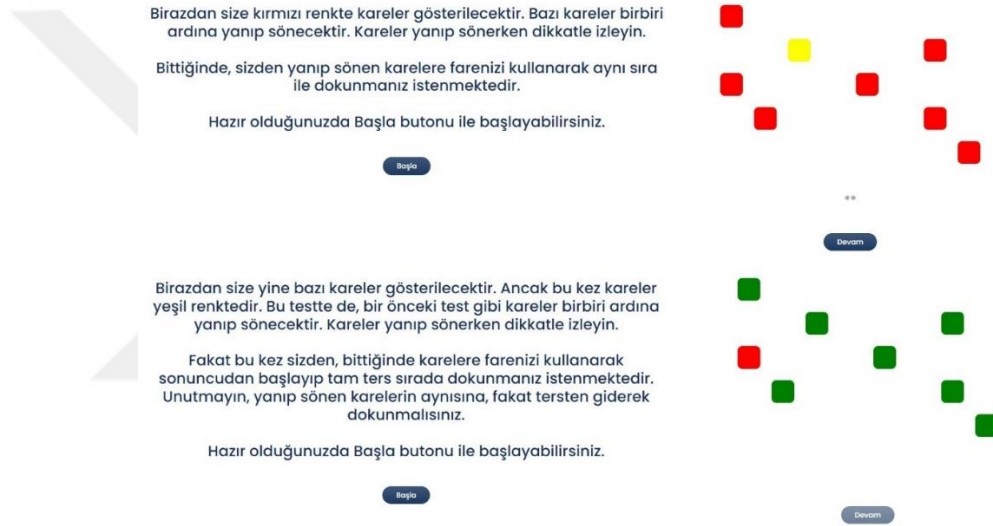 Birazdan size kırmızı renkte kareler gösterilecektir. Bazı kareler birbiri
ardına yanıp sönecektir. Kareler yanıp sönerken dikkatle izleyin.
Bittiğinde, sizden yanıp sönen karelere farenizi kullanarak aynı sıra
ile dokunmanız istenmektedir.
Hazır olduğunuzda Başla butonu ile başlayabilirsiniz.
Başla
**
Devam
Birazdan size yine bazı kareler gösterilecektir. Ancak bu kez kareler
yeşil renktedir. Bu testte de, bir önceki test gibi kareler birbiri ardına
yanıp sönecektir. Kareler yanıp sönerken dikkatle izleyin.
Fakat bu kez sizden, bittiğinde karelere farenizi kullanarak
sonuncudan başlayıp tam ters sırada dokunmanız istenmektedir.
Unutmayın, yanıp sönen karelerin aynısına, fakat tersten giderek
dokunmalısınız.
Hazır olduğunuzda Başla butonu ile başlayabilirsiniz.
Başla
Devam